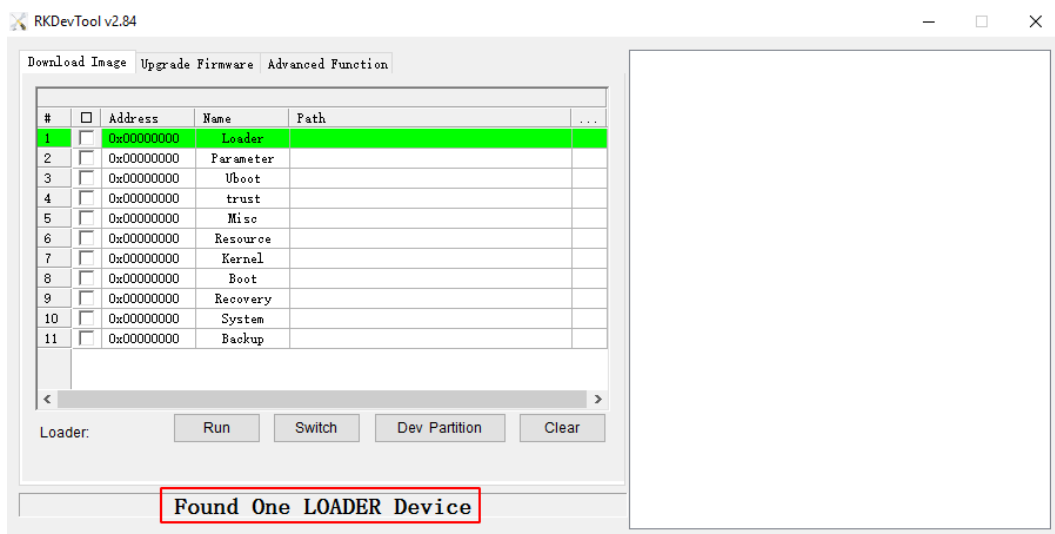 RKDevTool v2.84
Download Image Upgrade Firmware Advanced Function
# Address Name Path ...
1 0x00000000 Loader
2 0x00000000 Parameter
3 0x00000000 Uboot
4 0x00000000 trust
5 0x00000000 Misc
6 0x00000000 Resource
7 0x00000000 Kernel
8 0x00000000 Boot
9 0x00000000 Recovery
10 0x00000000 System
11 0x00000000 Backup
Loader: Run Switch Dev Partition Clear
Found One LOADER Device